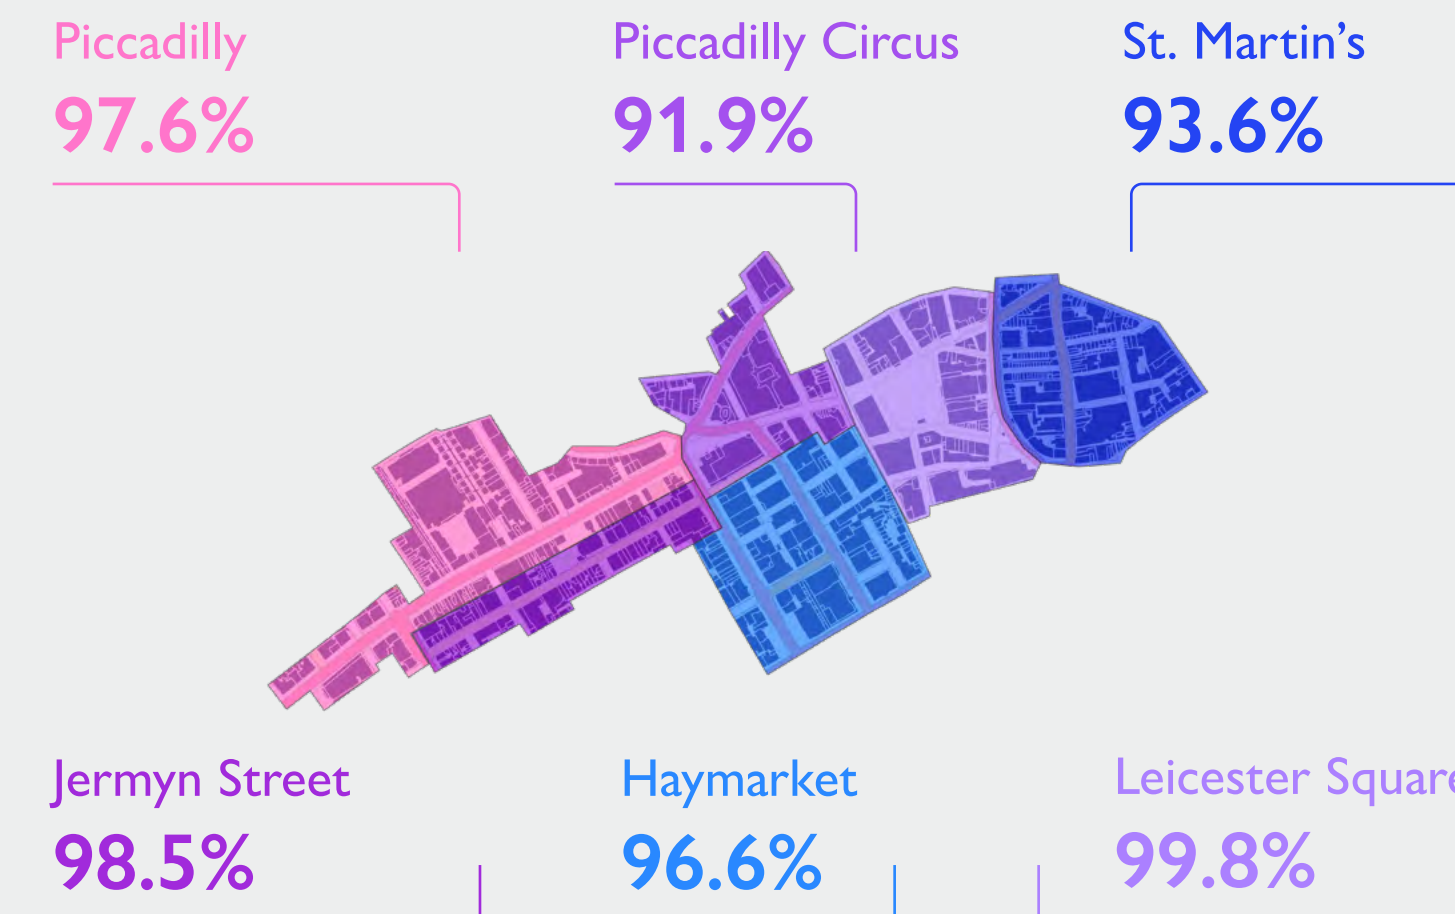 Piccadilly
97.6%
Piccadilly Circus
91.9%
St. Martin’s
93.6%
Jermyn Street
98.5%
Haymarket
96.6%
Leicester Square
99.8%